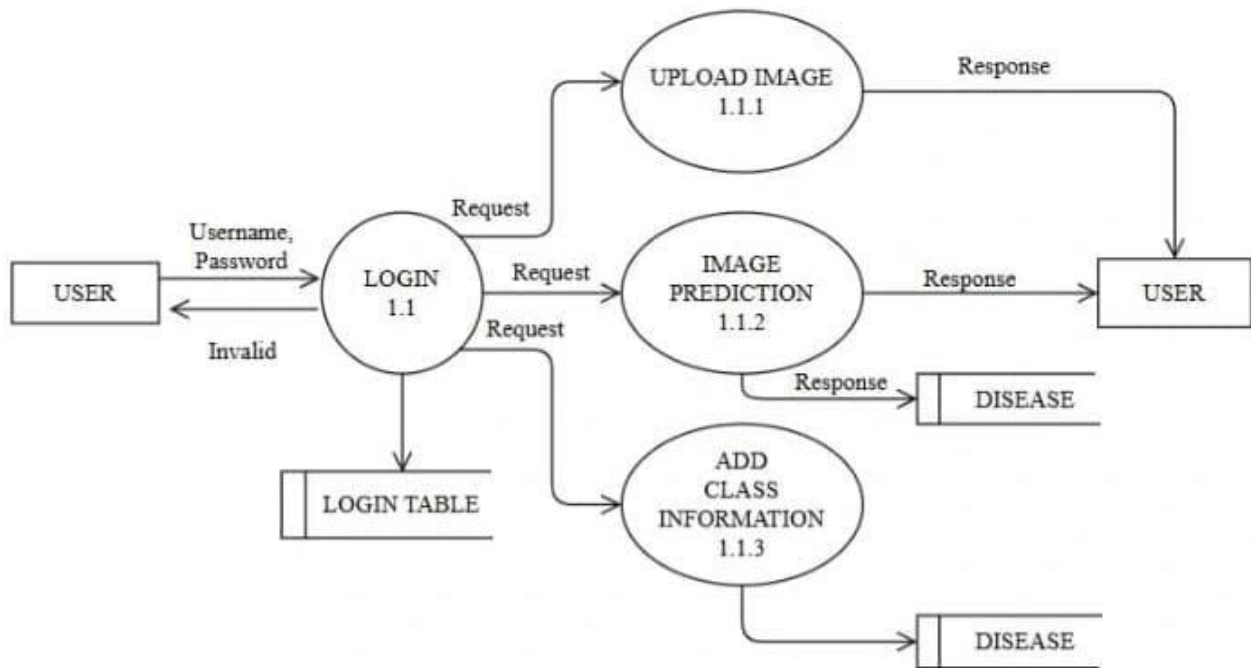 UPLOAD IMAGE
1.1.1
Response
Request
Username,
Password
USER
LOGIN
1.1
Invalid
Request
IMAGE
PREDICTION
1.1.2
Response
USER
Request
Response
DISEASE
LOGIN TABLE
ADD
CLASS
INFORMATION
1.1.3
DISEASE